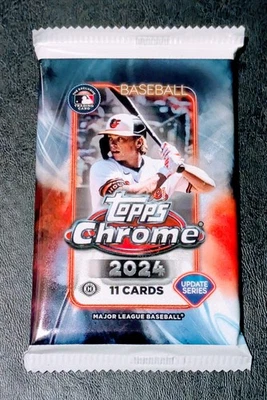 BASEBALL
topps
Chrome®
2024
11 CARDS
UPDATE
SERIES
MAJOR LEAGUE BASEBALL®